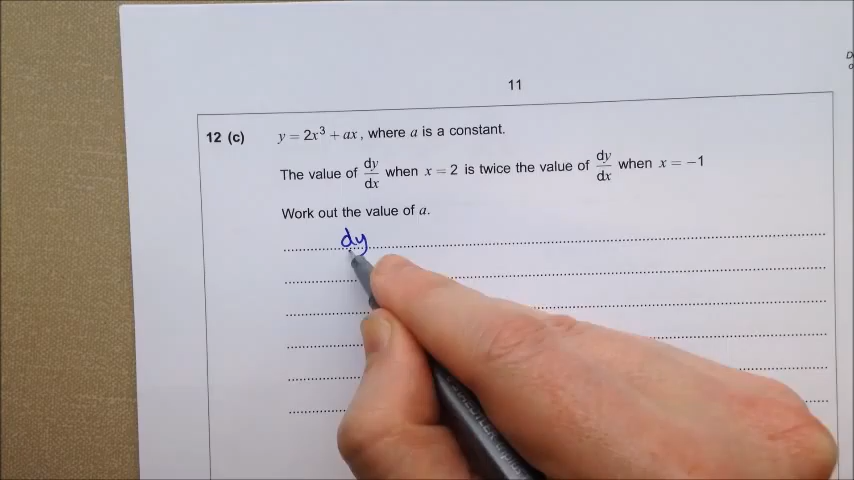 11
12 (c) y = 2x³ + ax, where a is a constant.
The value of dy/dx when x = 2 is twice the value of dy/dx when x = −1
Work out the value of a.
dy